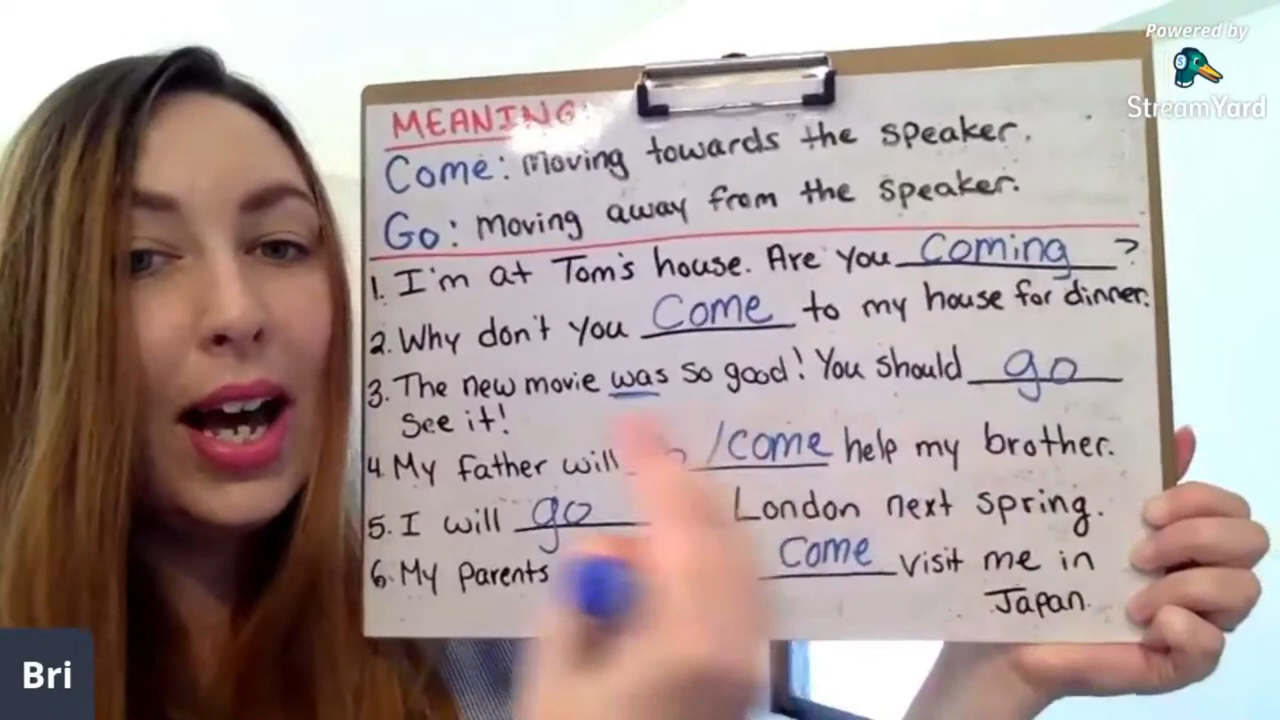 Powered by
StreamYard
MEANING:
Come: Moving towards the speaker.
Go: Moving away from the speaker.
1. I'm at Tom's house. Are you coming?
2. Why don't you come to my house for dinner.
3. The new movie was so good! You should go
see it!
4. My father will /come help my brother.
5. I will go London next spring.
6. My parents come visit me in
Japan.
Bri